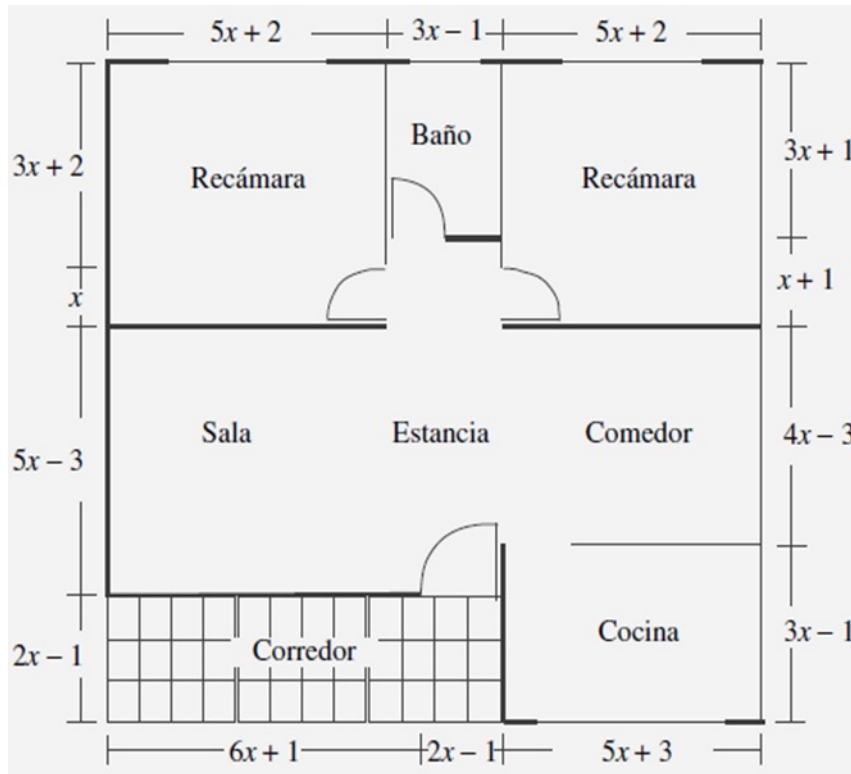 5x + 2
3x – 1
5x + 2
3x + 2
Baño
3x + 1
Recámara
Recámara
x
x + 1
Sala
Estancia
Comedor
5x – 3
4x – 3
2x – 1
Corredor
Cocina
3x – 1
6x + 1
2x – 1
5x + 3